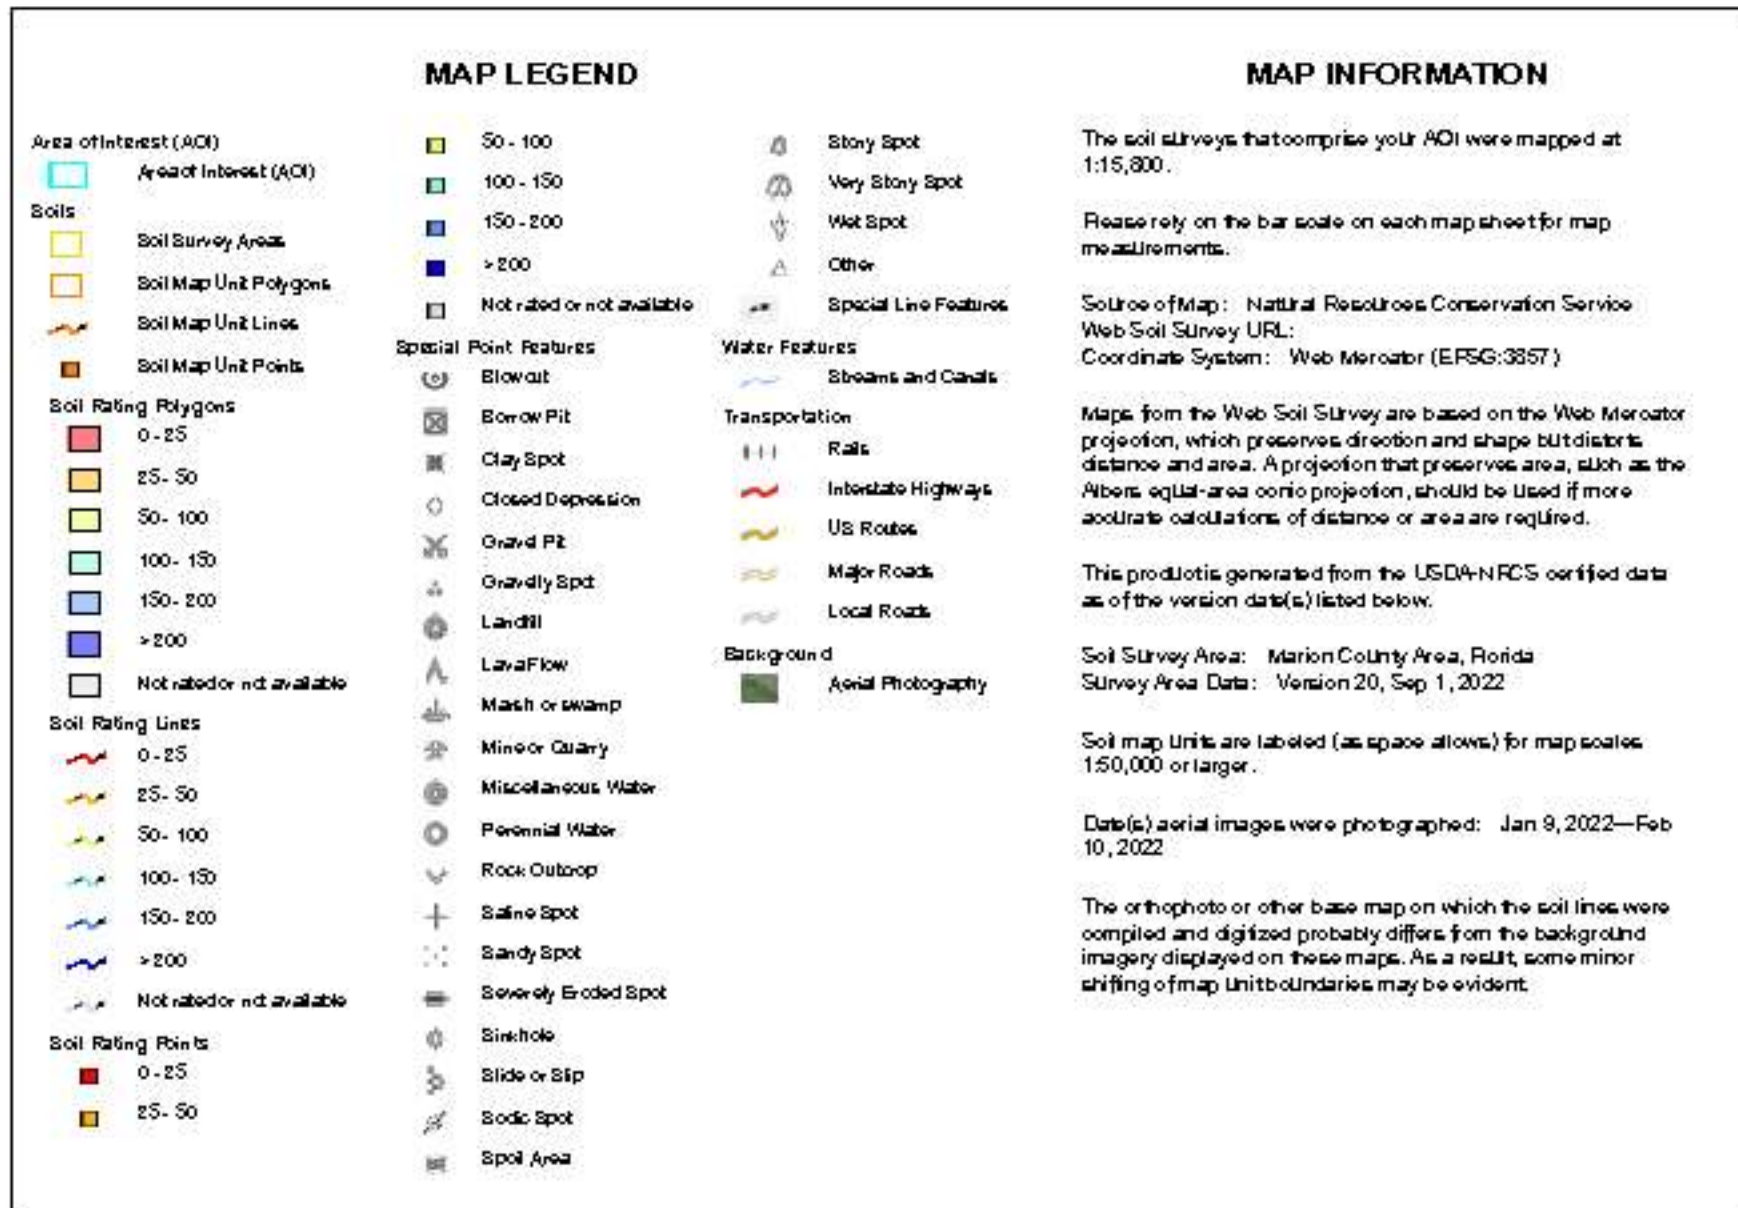 MAP LEGEND
Area of Interest (AOI)
Area of Interest (AOI)
Soils
Soil Survey Areas
Soil Map Unit Polygons
Soil Map Unit Lines
Soil Map Unit Points
Soil Rating Polygons
0 - 25
25 - 50
50 - 100
100 - 150
150 - 200
> 200
Not rated or not available
Soil Rating Lines
0 - 25
25 - 50
50 - 100
100 - 150
150 - 200
> 200
Not rated or not available
Soil Rating Points
0 - 25
25 - 50
50 - 100
100 - 150
150 - 200
> 200
Not rated or not available
Special Point Features
Blowout
Borrow Pit
Clay Spot
Closed Depression
Gravel Pit
Gravelly Spot
Landfill
Lava Flow
Marsh or swamp
Mine or Quarry
Miscellaneous Water
Perennial Water
Rock Outcrop
Saline Spot
Sandy Spot
Severely Eroded Spot
Sinkhole
Slide or Slip
Sodic Spot
Spoil Area
Stony Spot
Very Stony Spot
Wet Spot
Other
Special Line Features
Water Features
Streams and Canals
Transportation
Rails
Interstate Highways
US Routes
Major Roads
Local Roads
Background
Aerial Photography
MAP INFORMATION
The soil surveys that comprise your AOI were mapped at
1:15,800.
Please rely on the bar scale on each map sheet for map
measurements.
Source of Map: Natural Resources Conservation Service
Web Soil Survey URL:
Coordinate System: Web Mercator (EPSG:3857)
Maps from the Web Soil Survey are based on the Web Mercator
projection, which preserves direction and shape but distorts
distance and area. A projection that preserves area, such as the
Albers equal-area conic projection, should be used if more
accurate calculations of distance or area are required.
This product is generated from the USDA-NRCS certified data
as of the version date(s) listed below.
Soil Survey Area: Marion County Area, Florida
Survey Area Data: Version 20, Sep 1, 2022
Soil map units are labeled (as space allows) for map scales
1:50,000 or larger.
Date(s) aerial images were photographed: Jan 9, 2022—Feb
10, 2022
The orthophoto or other base map on which the soil lines were
compiled and digitized probably differs from the background
imagery displayed on these maps. As a result, some minor
shifting of map unit boundaries may be evident.